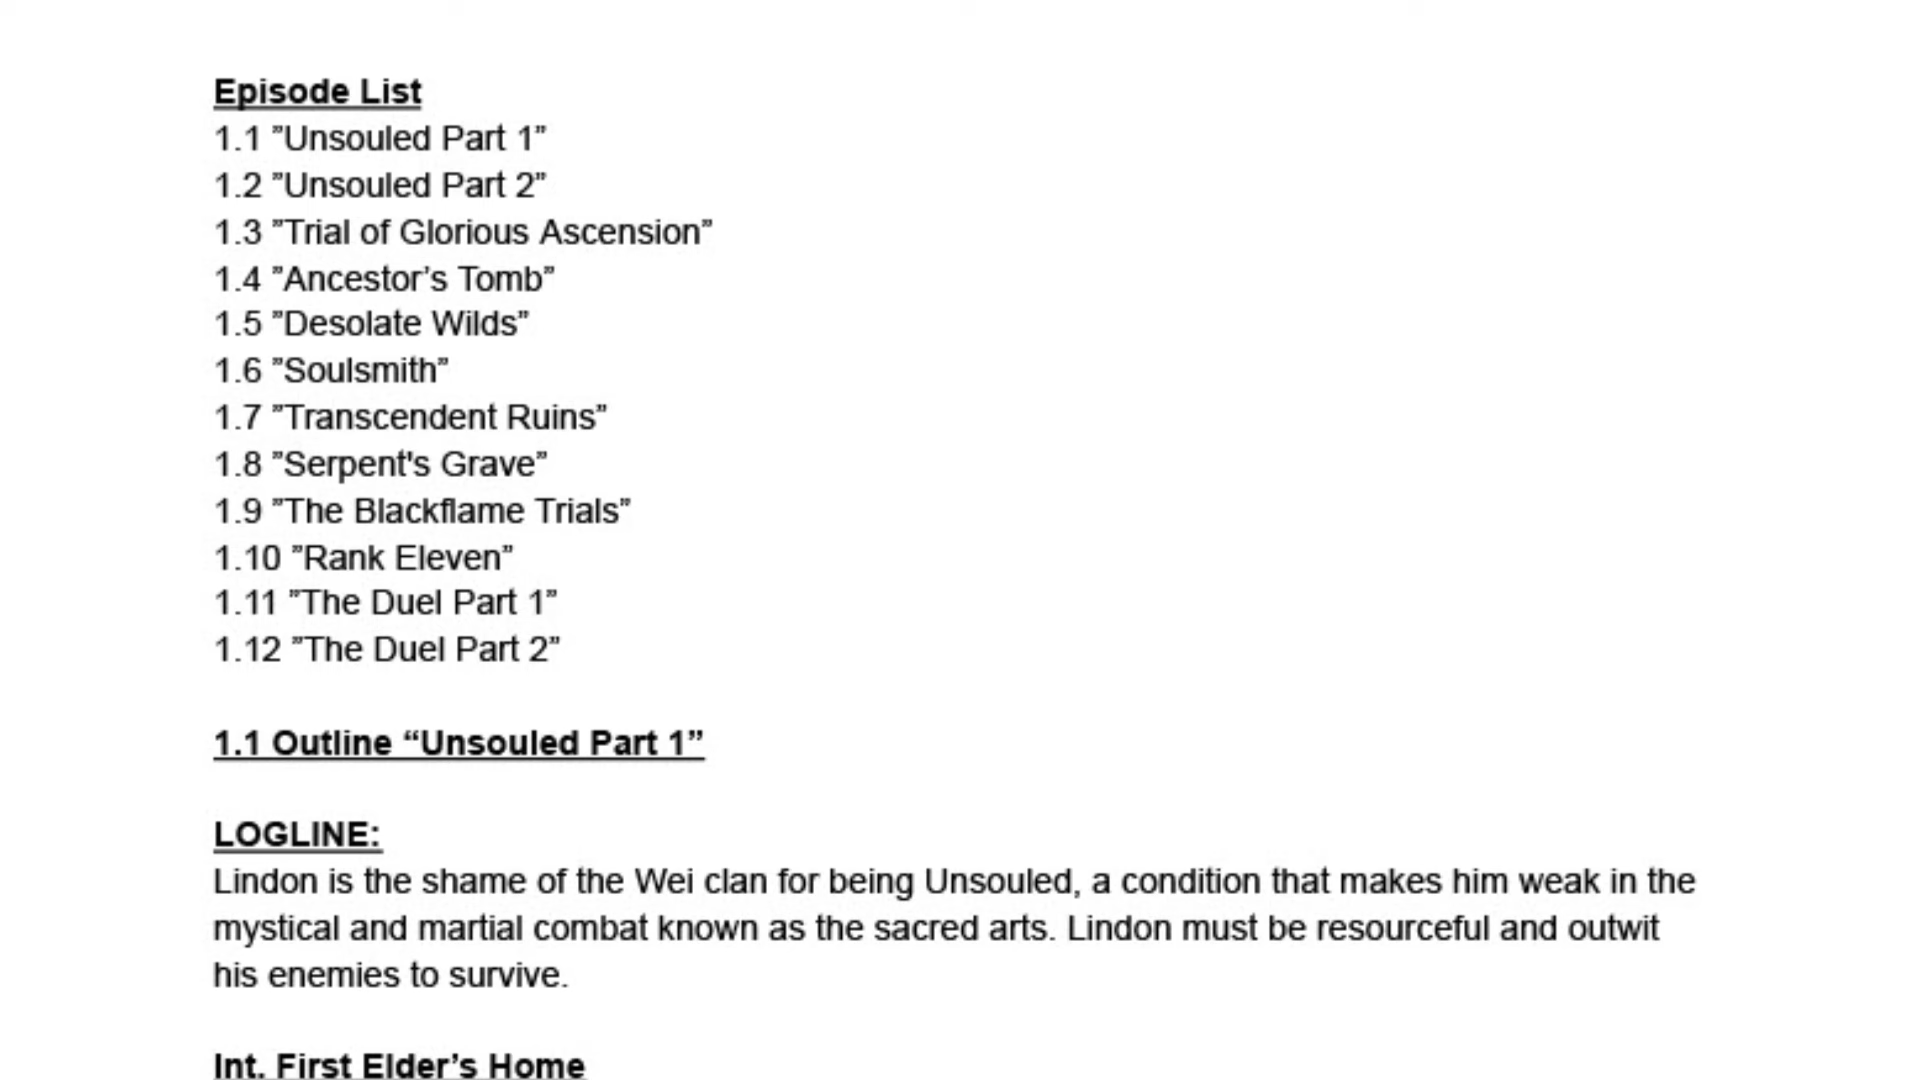 Episode List
1.1 ”Unsouled Part 1”
1.2 ”Unsouled Part 2”
1.3 ”Trial of Glorious Ascension”
1.4 ”Ancestor’s Tomb”
1.5 ”Desolate Wilds”
1.6 ”Soulsmith”
1.7 ”Transcendent Ruins”
1.8 ”Serpent's Grave”
1.9 ”The Blackflame Trials”
1.10 ”Rank Eleven”
1.11 ”The Duel Part 1”
1.12 ”The Duel Part 2”
1.1 Outline “Unsouled Part 1”
LOGLINE:
Lindon is the shame of the Wei clan for being Unsouled, a condition that makes him weak in the
mystical and martial combat known as the sacred arts. Lindon must be resourceful and outwit
his enemies to survive.
Int. First Elder’s Home